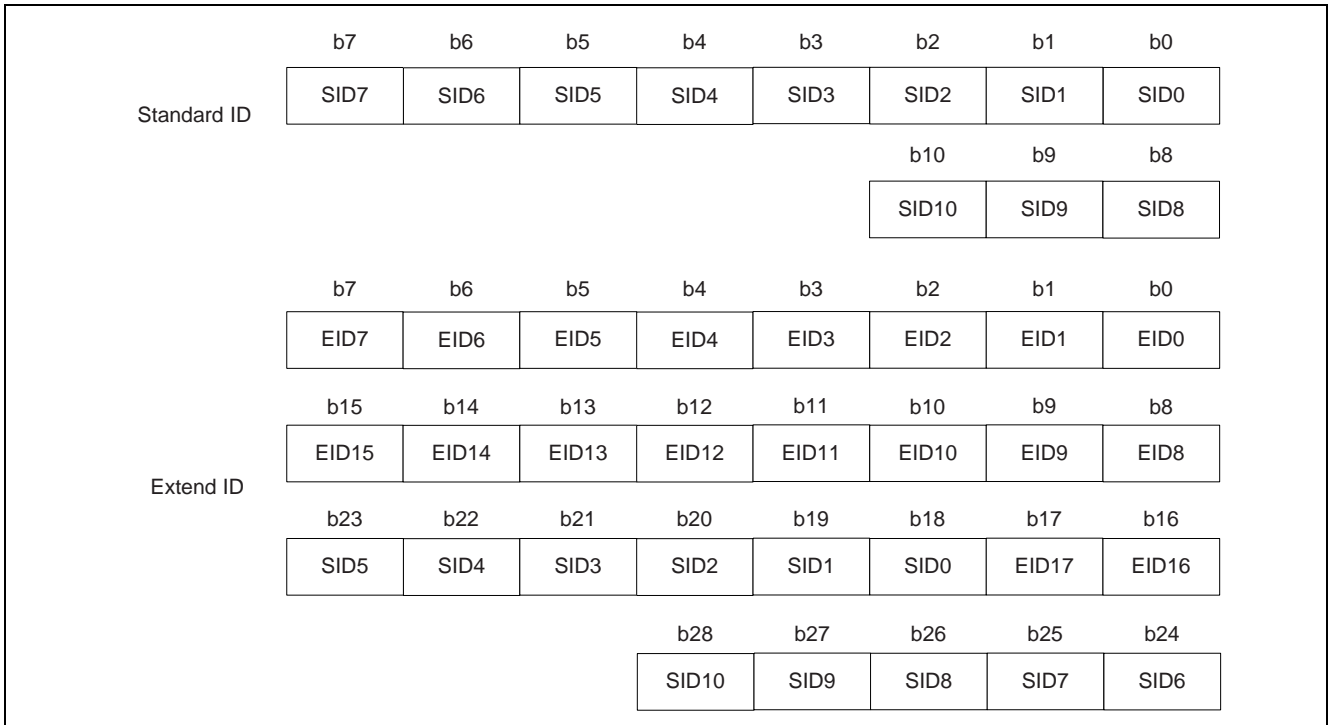 b7 b6 b5 b4 b3 b2 b1 b0
Standard ID SID7 SID6 SID5 SID4 SID3 SID2 SID1 SID0
b10 b9 b8
SID10 SID9 SID8
b7 b6 b5 b4 b3 b2 b1 b0
EID7 EID6 EID5 EID4 EID3 EID2 EID1 EID0
b15 b14 b13 b12 b11 b10 b9 b8
EID15 EID14 EID13 EID12 EID11 EID10 EID9 EID8
Extend ID
b23 b22 b21 b20 b19 b18 b17 b16
SID5 SID4 SID3 SID2 SID1 SID0 EID17 EID16
b28 b27 b26 b25 b24
SID10 SID9 SID8 SID7 SID6